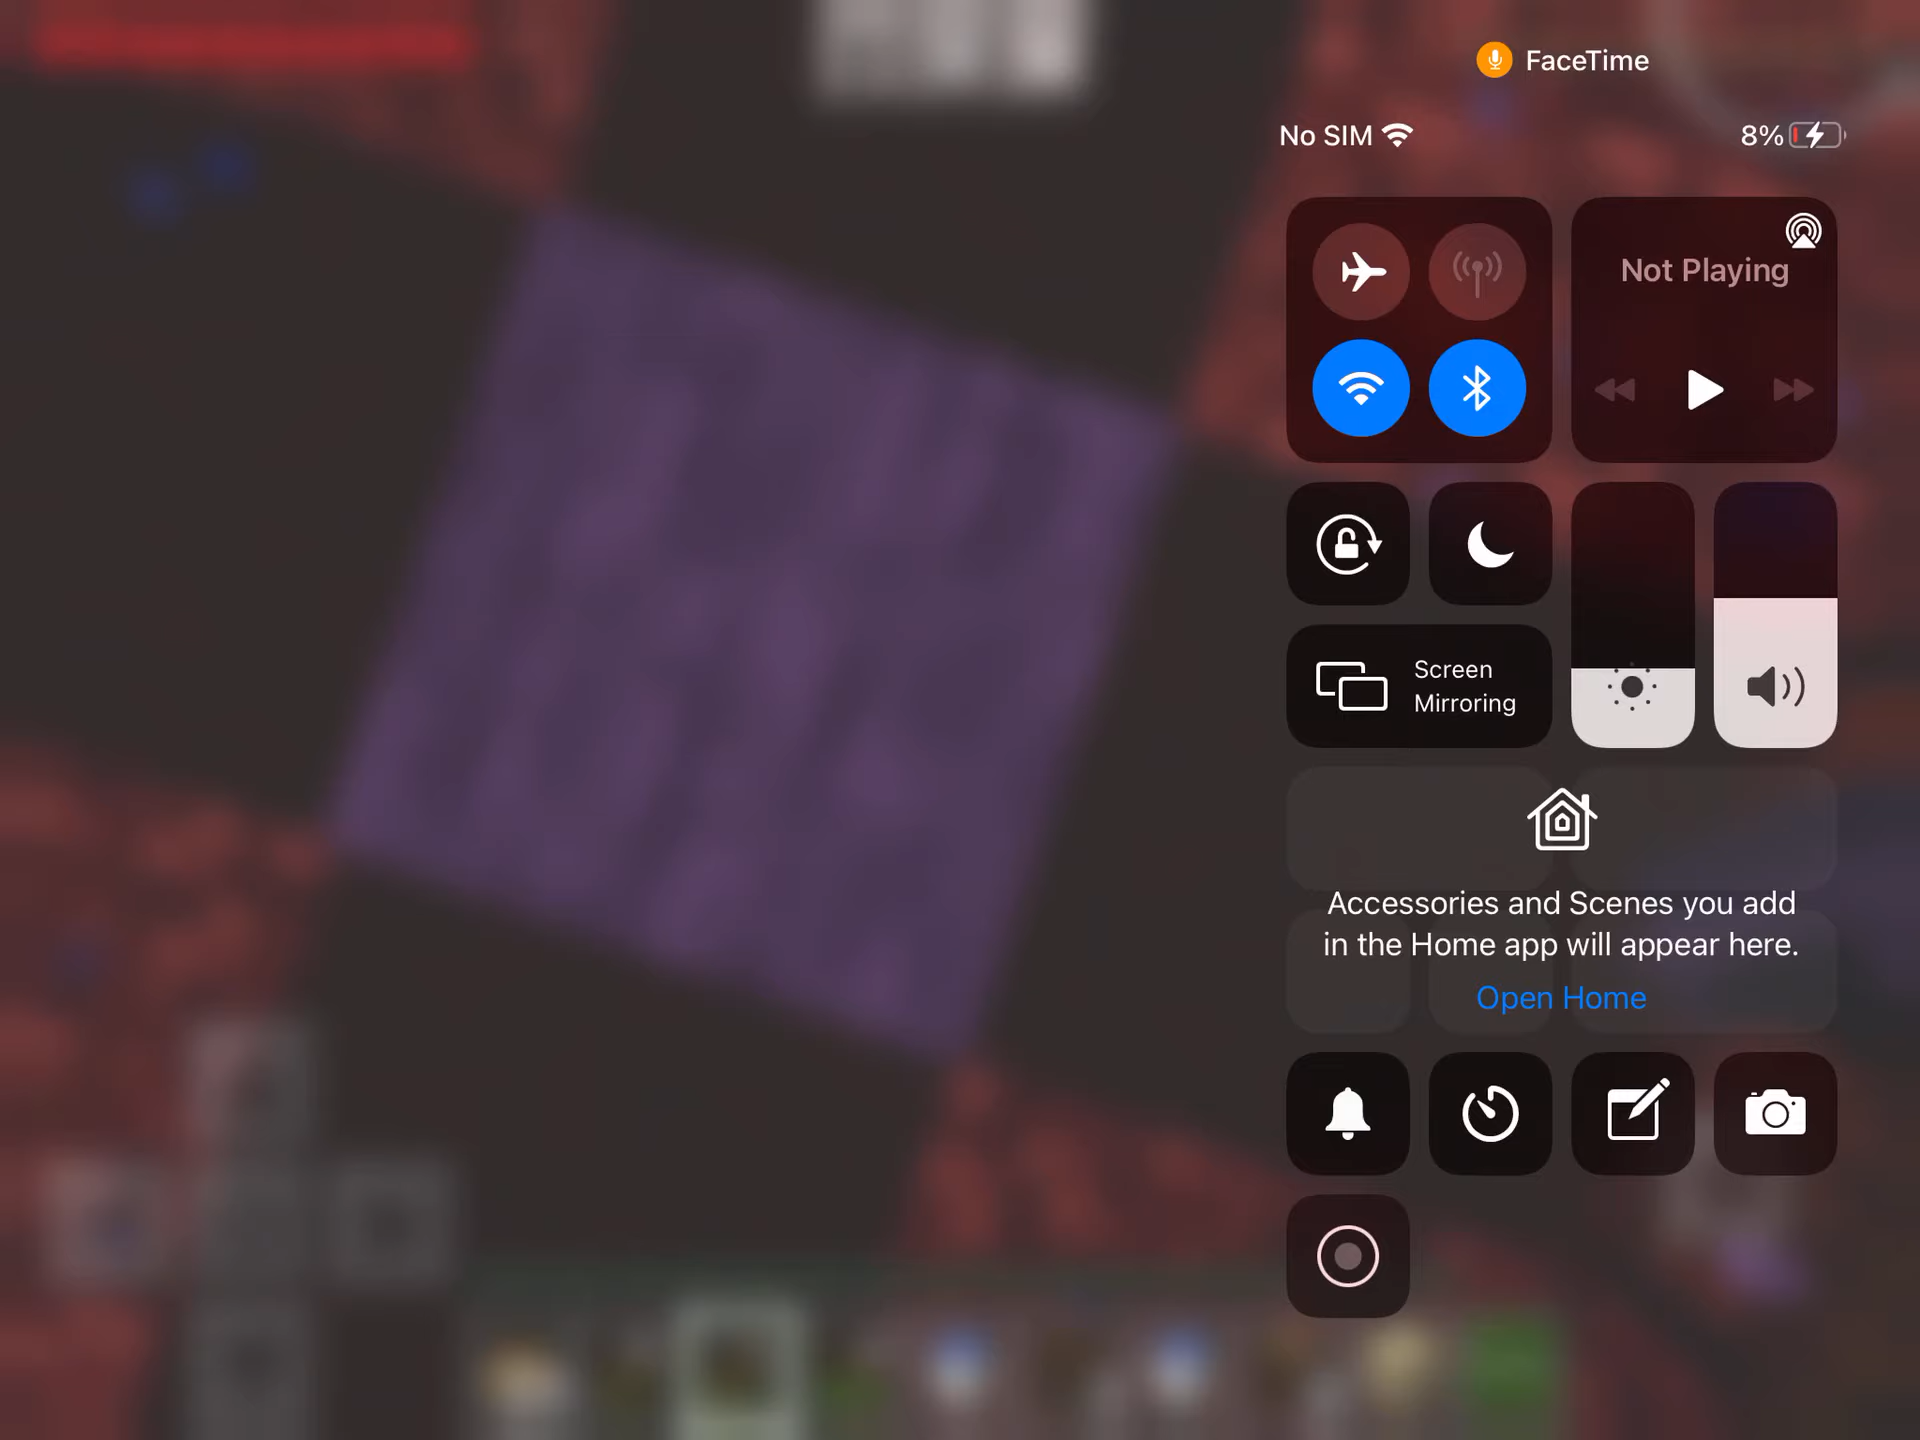 FaceTime
No SIM
8%
Not Playing
Screen
Mirroring
Accessories and Scenes you add
in the Home app will appear here.
Open Home